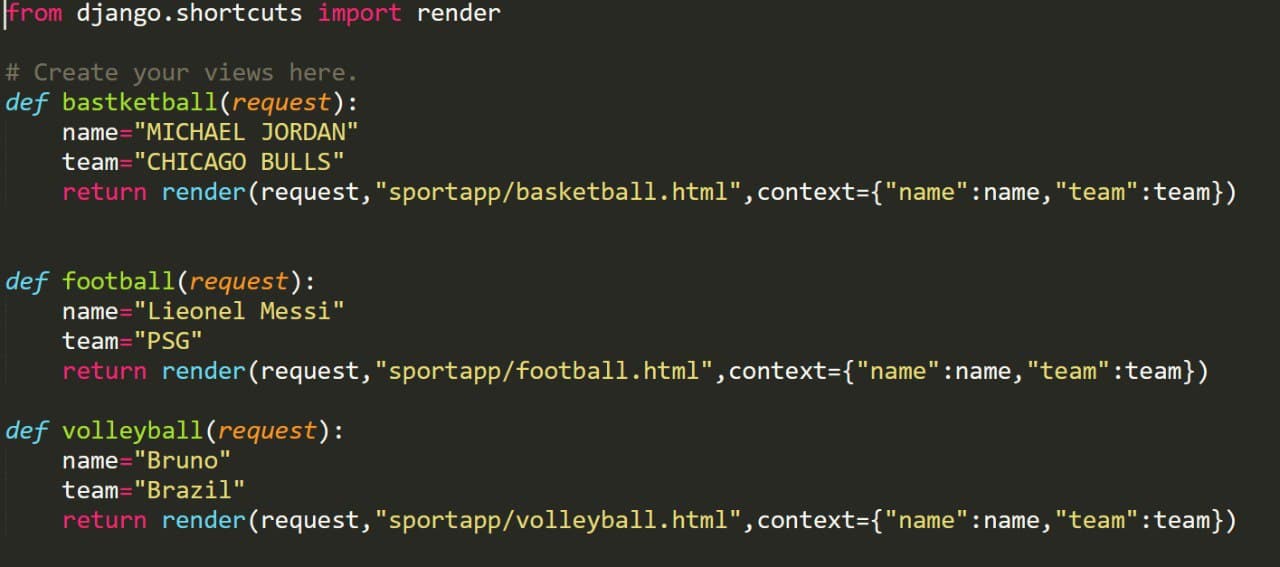 from django.shortcuts import render
# Create your views here.
def bastketball(request):
    name="MICHAEL JORDAN"
    team="CHICAGO BULLS"
    return render(request,"sportapp/basketball.html",context={"name":name,"team":team})
def football(request):
    name="Lieonel Messi"
    team="PSG"
    return render(request,"sportapp/football.html",context={"name":name,"team":team})
def volleyball(request):
    name="Bruno"
    team="Brazil"
    return render(request,"sportapp/volleyball.html",context={"name":name,"team":team})